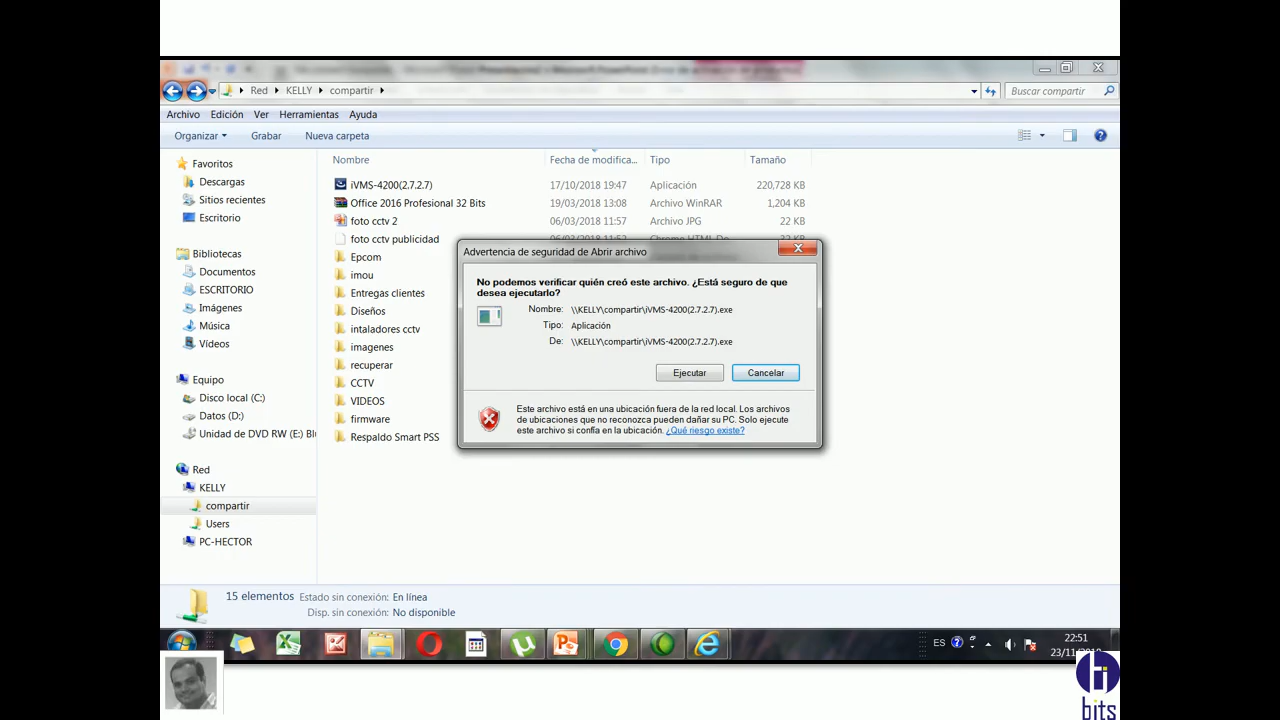 Red ▸ KELLY ▸ compartir ▸
Buscar compartir
Archivo Edición Ver Herramientas Ayuda
Organizar Grabar Nueva carpeta
Nombre Fecha de modifica... Tipo Tamaño
Favoritos
Descargas
Sitios recientes
Escritorio
Bibliotecas
Documentos
ESCRITORIO
Imágenes
Música
Vídeos
Equipo
Disco local (C:)
Datos (D:)
Unidad de DVD RW (E:)
Red
KELLY
compartir
Users
PC-HECTOR
iVMS-4200(2.7.2.7) 17/10/2018 19:47 Aplicación 220,728 KB
Office 2016 Profesional 32 Bits 19/03/2018 13:08 Archivo WinRAR 1,204 KB
foto cctv 2 06/03/2018 11:57 Archivo JPG 22 KB
foto cctv publicidad
Epcom
imou
Entregas clientes
Diseños
intaladores cctv
imagenes
recuperar
CCTV
VIDEOS
firmware
Respaldo Smart PSS
Advertencia de seguridad de Abrir archivo
No podemos verificar quién creó este archivo. ¿Está seguro de que
desea ejecutarlo?
Nombre: \\KELLY\compartir\iVMS-4200(2.7.2.7).exe
Tipo: Aplicación
De: \\KELLY\compartir\iVMS-4200(2.7.2.7).exe
Ejecutar Cancelar
Este archivo está en una ubicación fuera de la red local. Los archivos
de ubicaciones que no reconozca pueden dañar su PC. Solo ejecute
este archivo si confía en la ubicación. ¿Qué riesgo existe?
15 elementos Estado sin conexión: En línea
Disp. sin conexión: No disponible
ES
22:51
bits